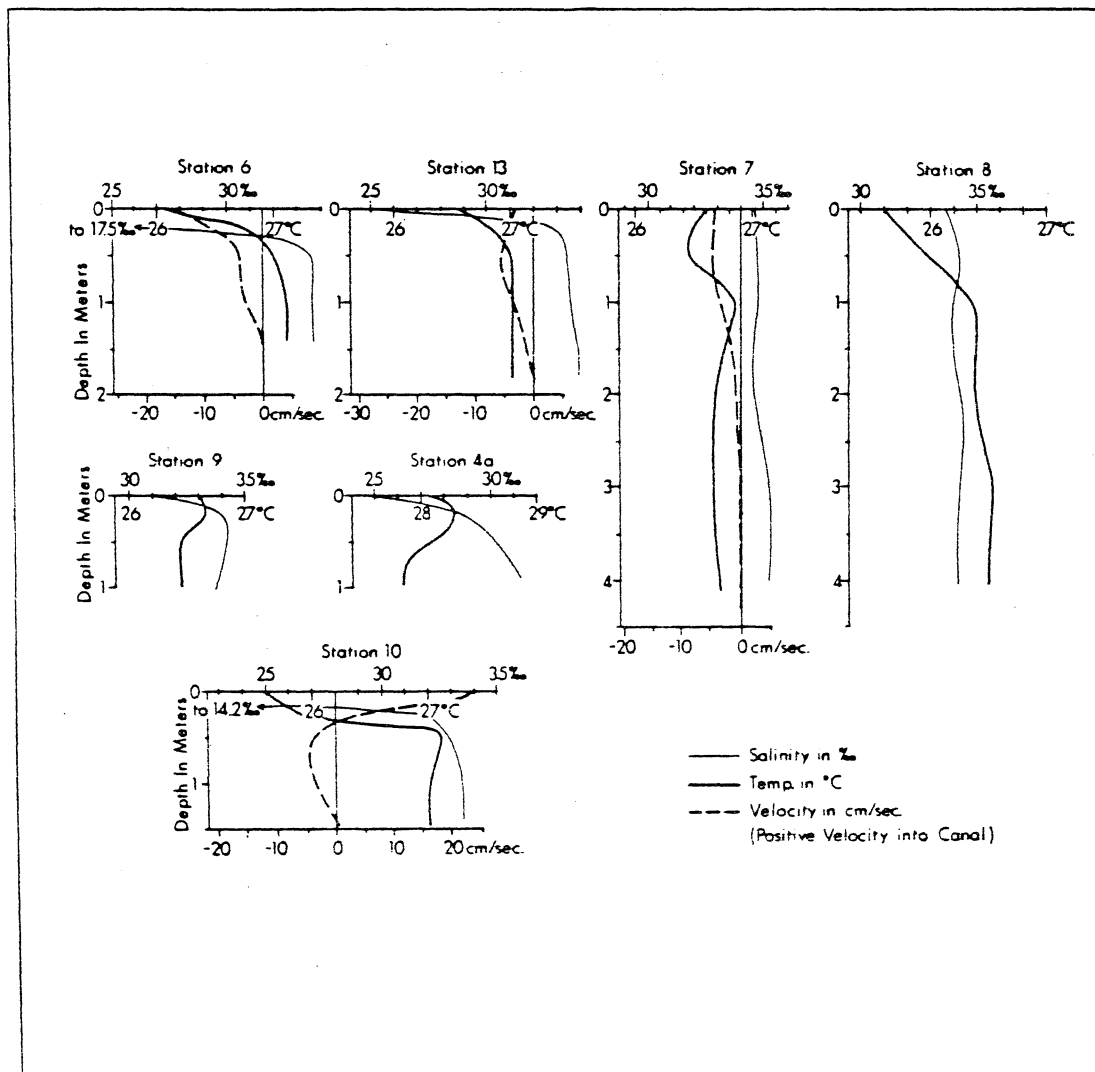 Station 6
25 30‰
0
to 17.5‰ 26 27°C
1
2
Depth In Meters
-20 -10 0cm/sec.
Station 13
25 30‰
0
26 27°C
1
2
-30 -20 -10 0 cm/sec.
Station 7
30 35‰
0
26 27°C
1
2
3
4
-20 -10 0 cm/sec.
Station 8
30 35‰
0
26 27°C
1
2
3
4
Station 9
30 35‰
0
26 27°C
1
Depth In Meters
Station 4a
25 30‰
0
28 29°C
1
Station 10
25 30 35‰
0
to 14.2‰ 26 27°C
1
Depth In Meters
-20 -10 0 10 20cm/sec.
Salinity in ‰
Temp. in °C
Velocity in cm/sec.
(Positive Velocity into Canal)